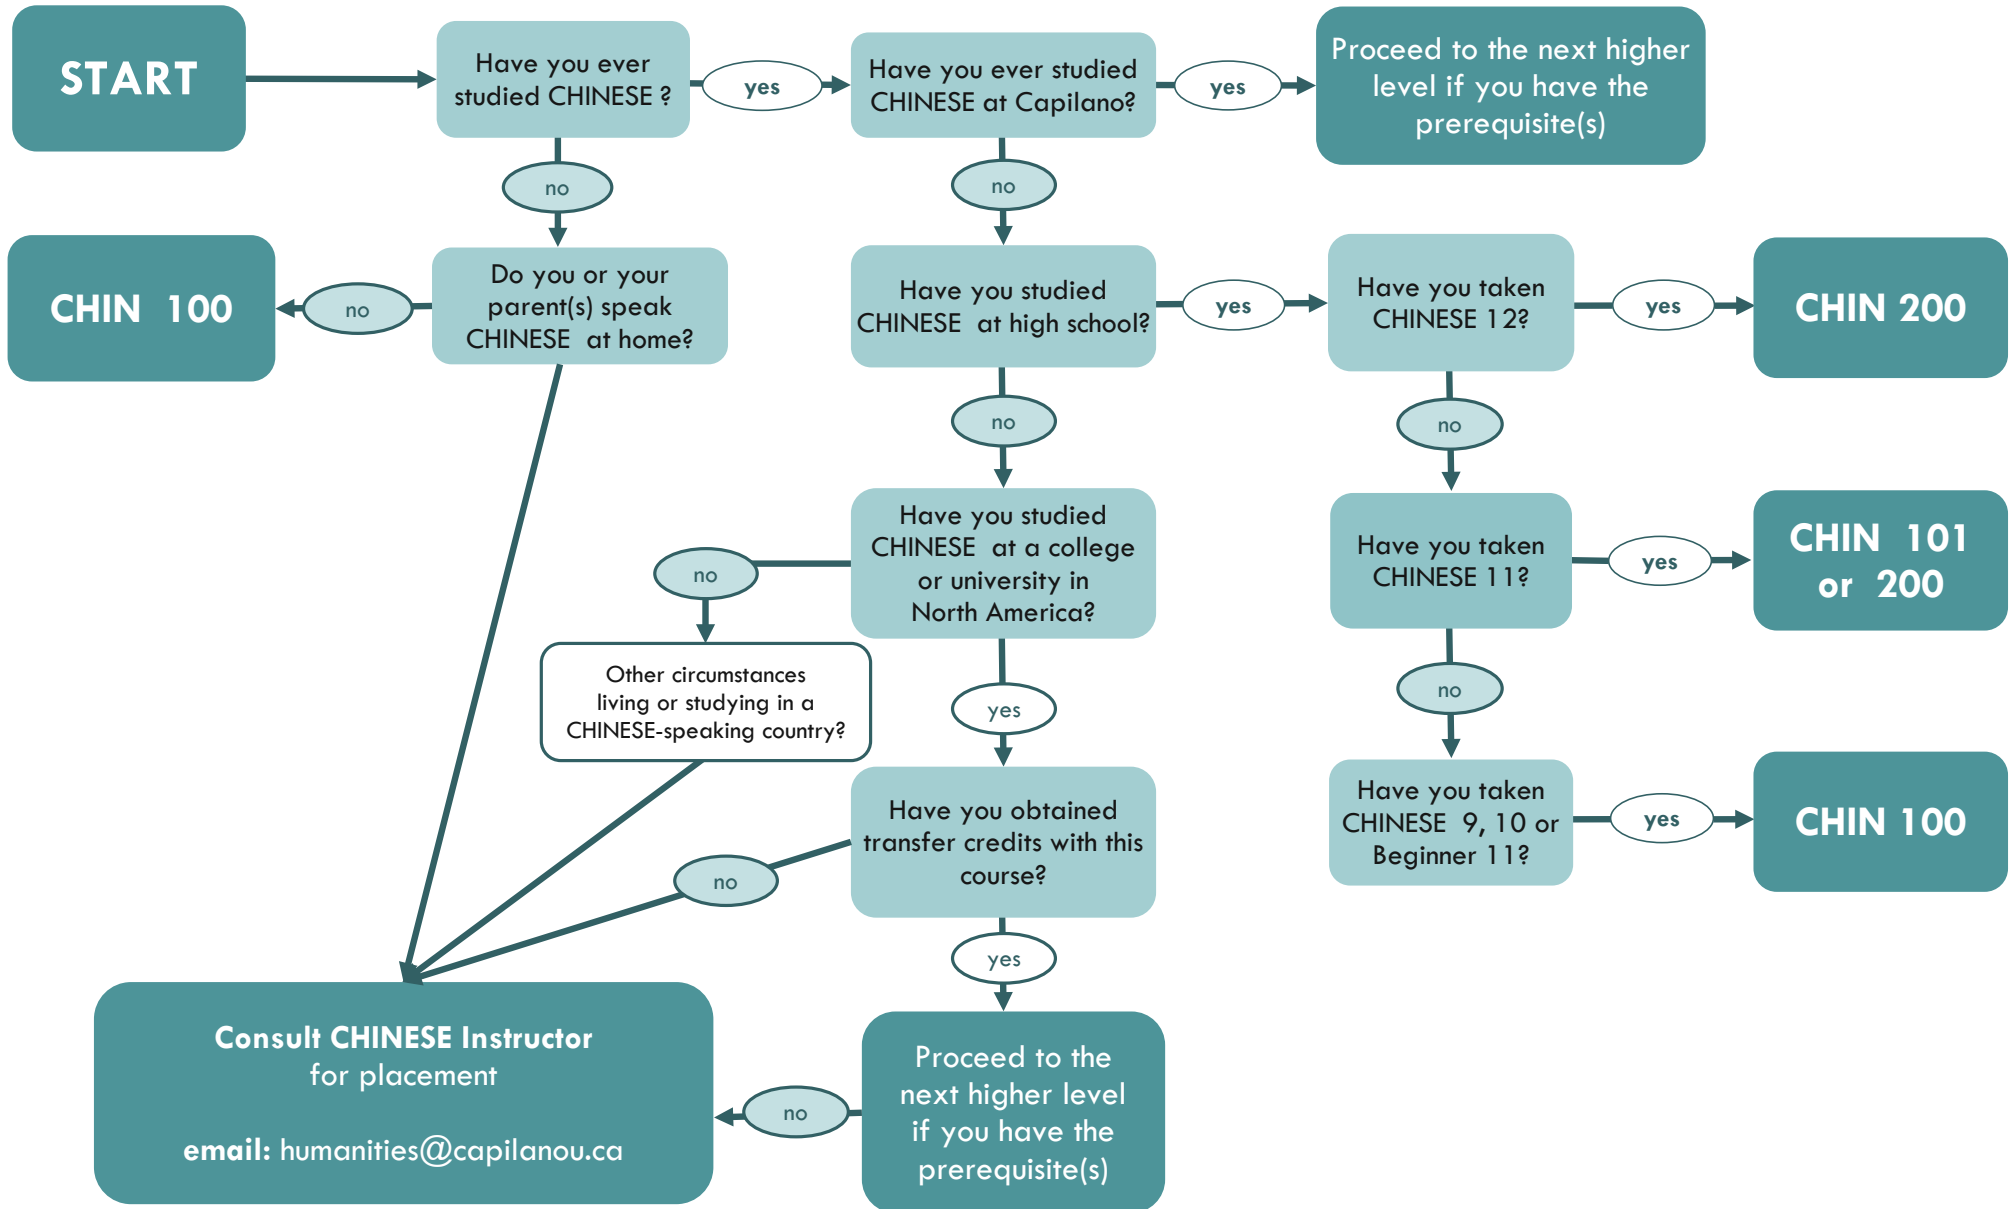 START
Have you ever
studied CHINESE ?
yes
Have you ever studied
CHINESE at Capilano?
yes
Proceed to the next higher
level if you have the
prerequisite(s)
no
no
CHIN 100
no
Do you or your
parent(s) speak
CHINESE at home?
Have you studied
CHINESE at high school?
yes
Have you taken
CHINESE 12?
yes
CHIN 200
no
no
Have you studied
CHINESE at a college
or university in
North America?
no
Have you taken
CHINESE 11?
yes
CHIN 101
or 200
Other circumstances
living or studying in a
CHINESE-speaking country?
yes
no
Have you obtained
transfer credits with this
course?
no
Have you taken
CHINESE 9, 10 or
Beginner 11?
yes
CHIN 100
yes
Consult CHINESE Instructor
for placement
email: humanities@capilanou.ca
no
Proceed to the
next higher level
if you have the
prerequisite(s)